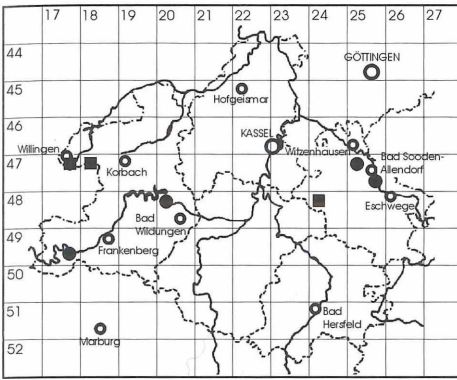 17 18 19 20 21 22 23 24 25 26 27
44
GÖTTINGEN
45
Hofgeismar
46
Willingen
KASSEL
Witzenhausen
47
Korbach
Bad Sooden-
Allendorf
48
Bad
Wildungen
Eschwege
49
Frankenberg
50
51
Bad
Hersfeld
Marburg
52